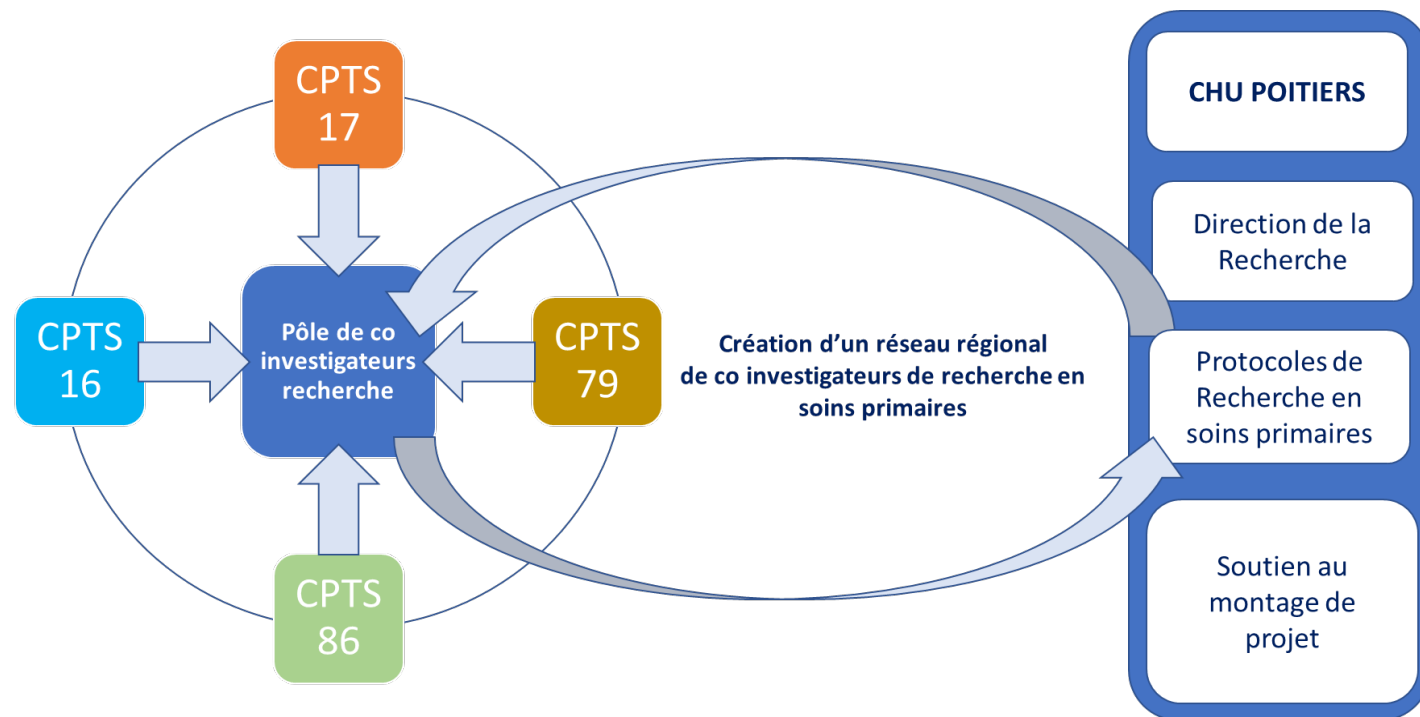 CPTS
17
CPTS
16
Pôle de co
investigateurs
recherche
CPTS
79
CPTS
86
Création d’un réseau régional
de co investigateurs de recherche en
soins primaires
CHU POITIERS
Direction de la
Recherche
Protocoles de
Recherche en
soins primaires
Soutien au
montage de
projet